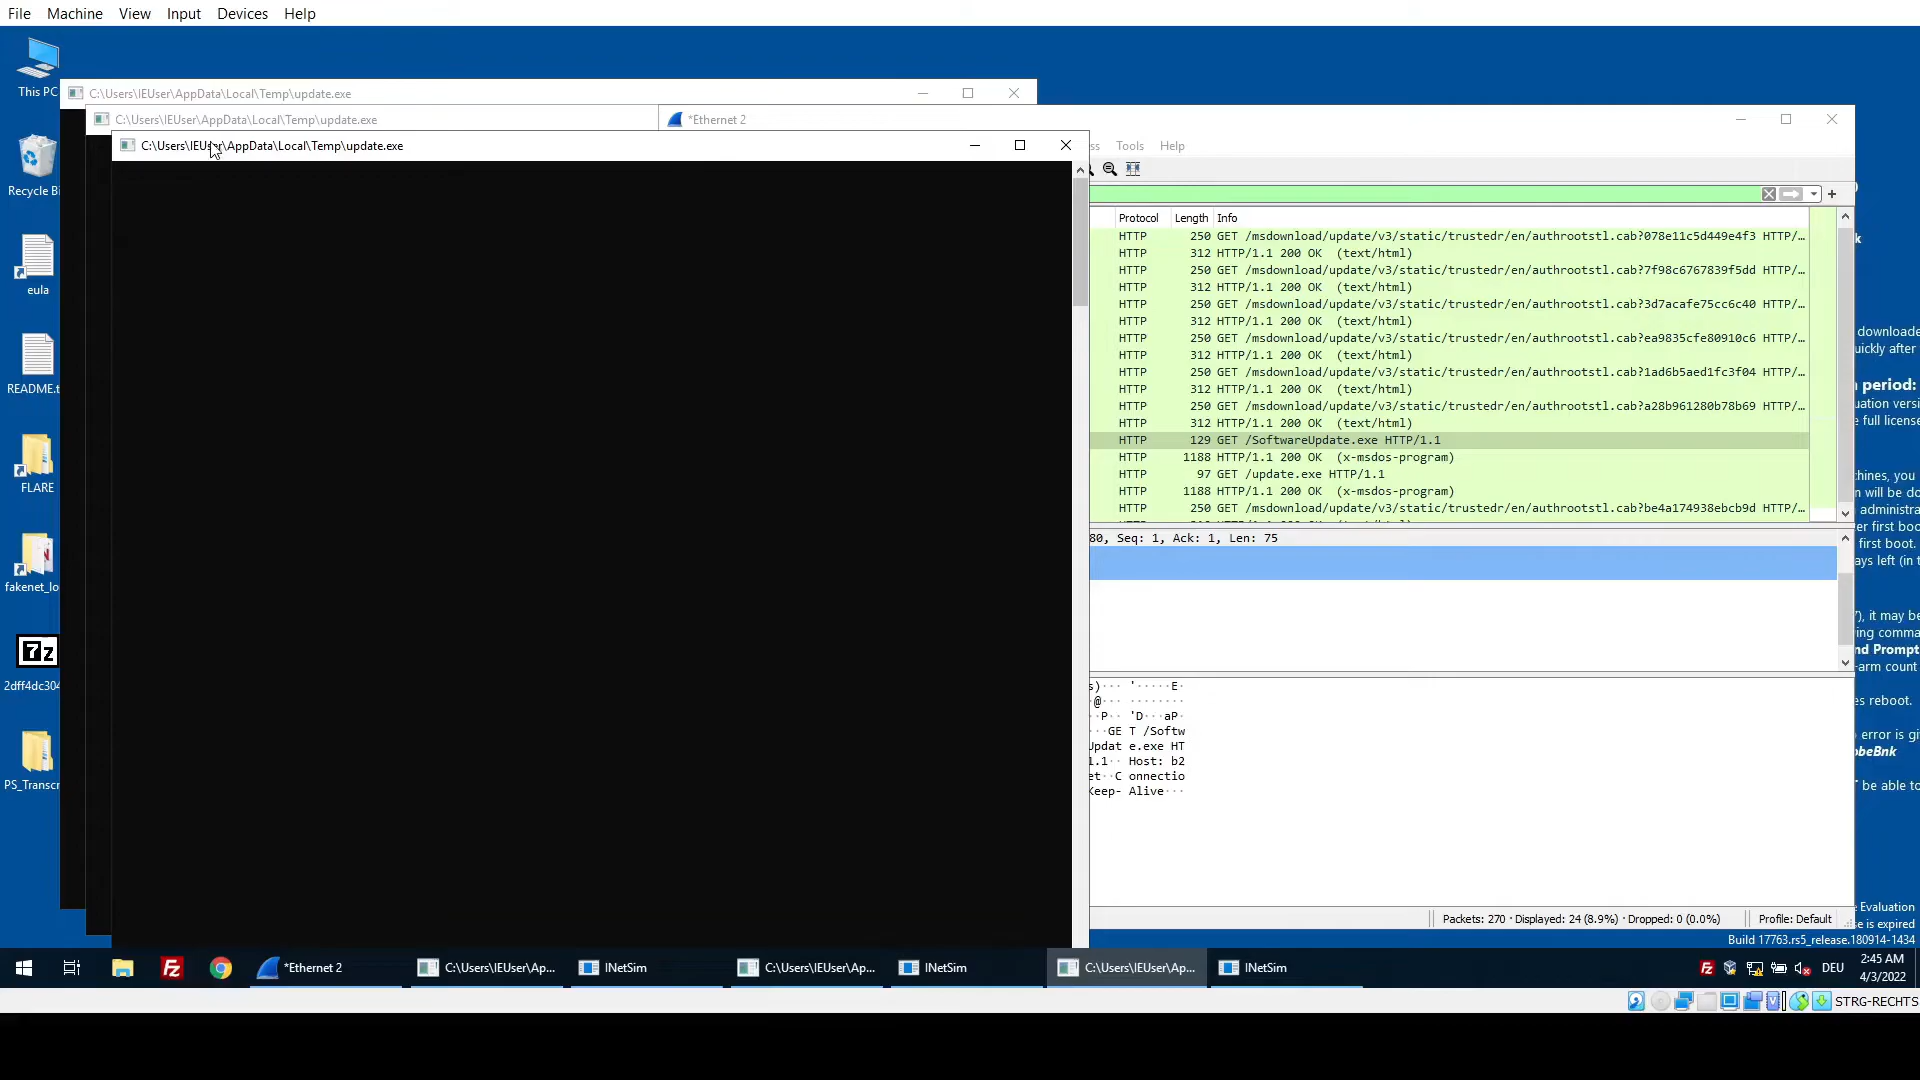 File Machine View Input Devices Help
This PC
C:\Users\IEUser\AppData\Local\Temp\update.exe
C:\Users\IEUser\AppData\Local\Temp\update.exe
*Ethernet 2
C:\Users\IEUser\AppData\Local\Temp\update.exe
Tools Help
Recycle Bi
eula
README.t
FLARE
fakenet_lo
2dff4dc304
PS_Transcr
Protocol Length Info
HTTP 250 GET /msdownload/update/v3/static/trustedr/en/authrootstl.cab?078e11c5d449e4f3 HTTP/…
HTTP 312 HTTP/1.1 200 OK (text/html)
HTTP 250 GET /msdownload/update/v3/static/trustedr/en/authrootstl.cab?7f98c6767839f5dd HTTP/…
HTTP 312 HTTP/1.1 200 OK (text/html)
HTTP 250 GET /msdownload/update/v3/static/trustedr/en/authrootstl.cab?3d7acafe75cc6c40 HTTP/…
HTTP 312 HTTP/1.1 200 OK (text/html)
HTTP 250 GET /msdownload/update/v3/static/trustedr/en/authrootstl.cab?ea9835cfe80910c6 HTTP/…
HTTP 312 HTTP/1.1 200 OK (text/html)
HTTP 250 GET /msdownload/update/v3/static/trustedr/en/authrootstl.cab?1ad6b5aed1fc3f04 HTTP/…
HTTP 312 HTTP/1.1 200 OK (text/html)
HTTP 250 GET /msdownload/update/v3/static/trustedr/en/authrootstl.cab?a28b961280b78b69 HTTP/…
HTTP 312 HTTP/1.1 200 OK (text/html)
HTTP 129 GET /SoftwareUpdate.exe HTTP/1.1
HTTP 1188 HTTP/1.1 200 OK (x-msdos-program)
HTTP 97 GET /update.exe HTTP/1.1
HTTP 1188 HTTP/1.1 200 OK (x-msdos-program)
HTTP 250 GET /msdownload/update/v3/static/trustedr/en/authrootstl.cab?be4a174938ebcb9d HTTP/…
80, Seq: 1, Ack: 1, Len: 75
s)··· '·····E·
·@··· ········
··P·· 'D···aP·
···GE T /Softw
Updat e.exe HT
1.1·· Host: b2
et··C onnectio
Keep- Alive···
downloade
uickly after
period:
uation versi
e full license
chines, you
n will be do
administra
er first boo
first boot.
ays left (in t
), it may be
ing comma
nd Prompt
-arm count
es reboot.
error is gi
obeBnk
be able to
Packets: 270 · Displayed: 24 (8.9%) · Dropped: 0 (0.0%) Profile: Default
Evaluation
se is expired
Build 17763.rs5_release.180914-1434
*Ethernet 2 C:\Users\IEUser\Ap... INetSim C:\Users\IEUser\Ap... INetSim C:\Users\IEUser\Ap... INetSim
DEU
2:45 AM
4/3/2022
STRG-RECHTS